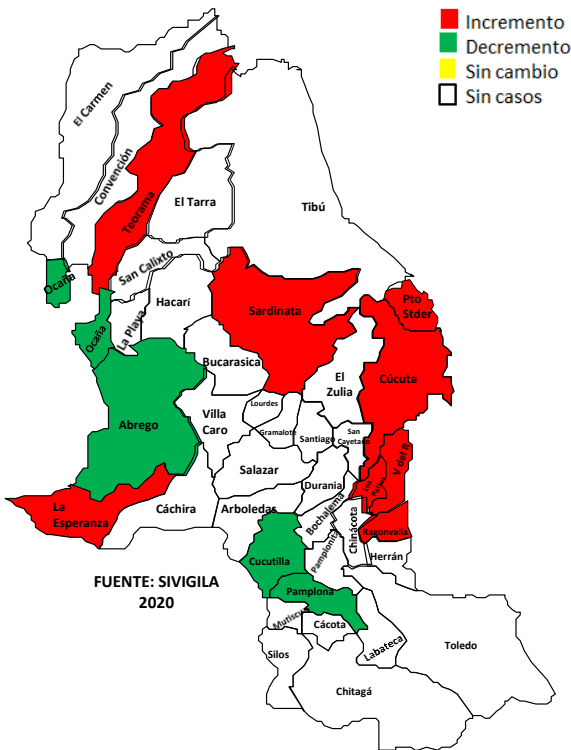 Incremento
Decremento
Sin cambio
Sin casos
El Carmen
Convención
Teorama
El Tarra
Tibú
San Calixto
Ocaña
Hacarí
La Playa
Ocaña
Sardinata
Pto
Stder
Bucarasica
El
Zulia
Cúcuta
Abrego
Villa
Caro
Lourdes
Gramalote
Santiago
San
Cayetano
V del R
Salazar
Durania
Los
Patios
La
Esperanza
Cáchira
Arboledas
Bochalema
Chinácota
Ragonvalia
Pamplonita
Herrán
Cucutilla
FUENTE: SIVIGILA
2020
Pamplona
Mutiscua
Cácota
Labateca
Toledo
Silos
Chitagá